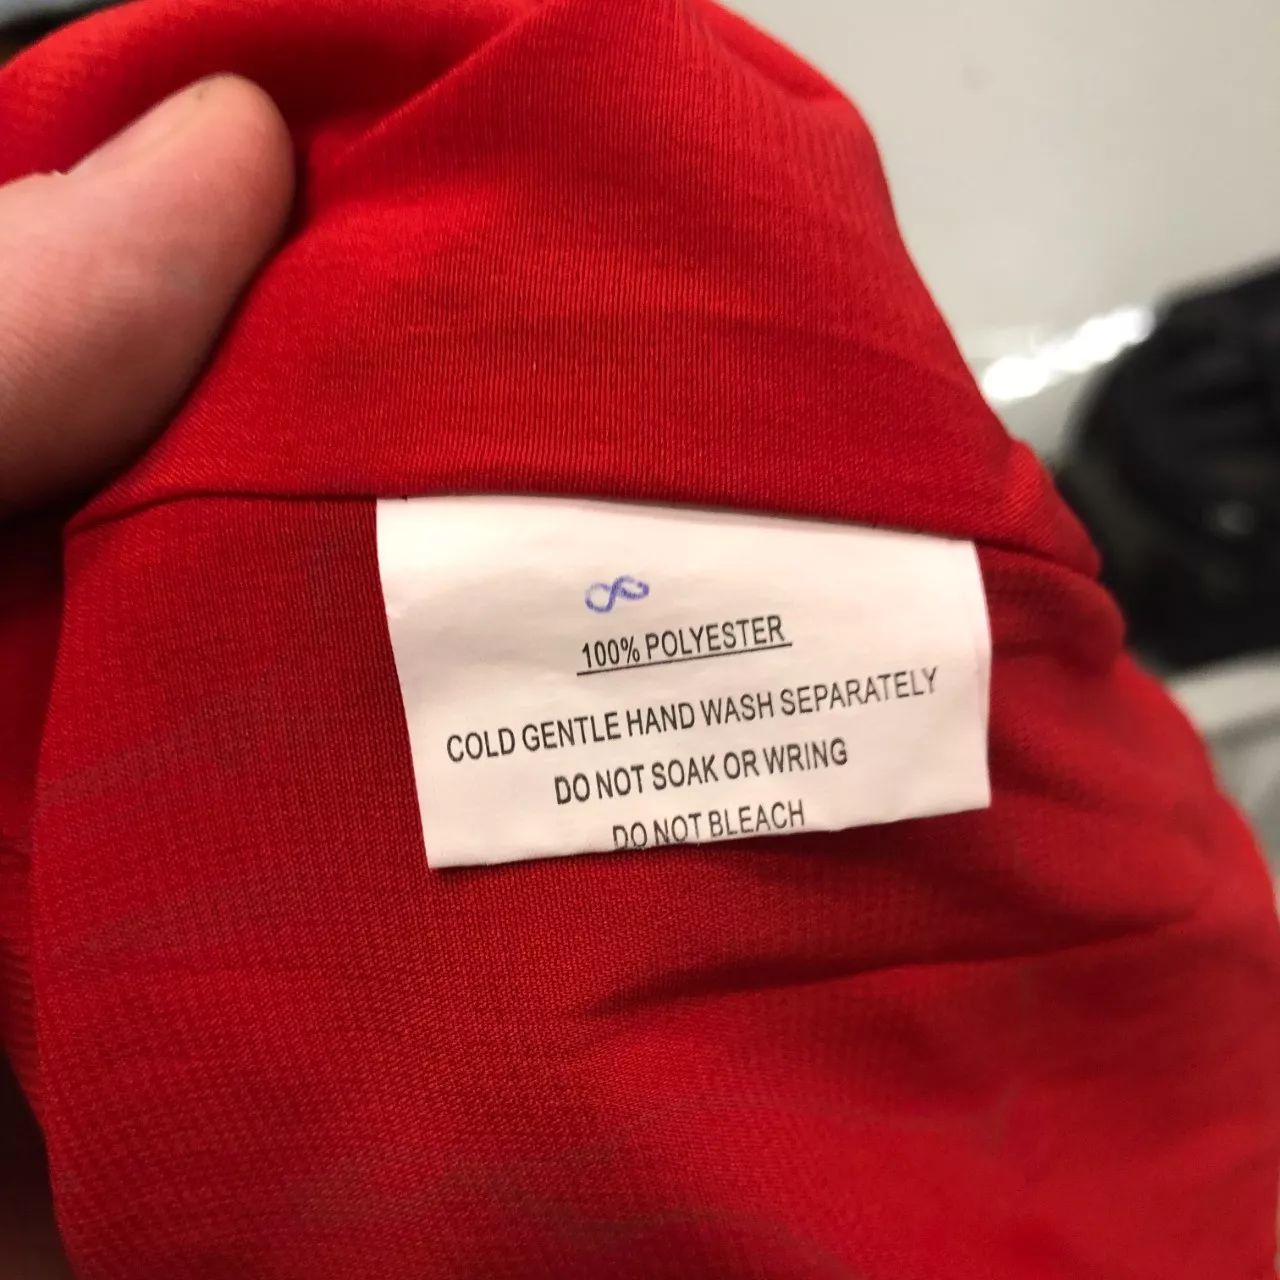 100% POLYESTER
COLD GENTLE HAND WASH SEPARATELY
DO NOT SOAK OR WRING
DO NOT BLEACH